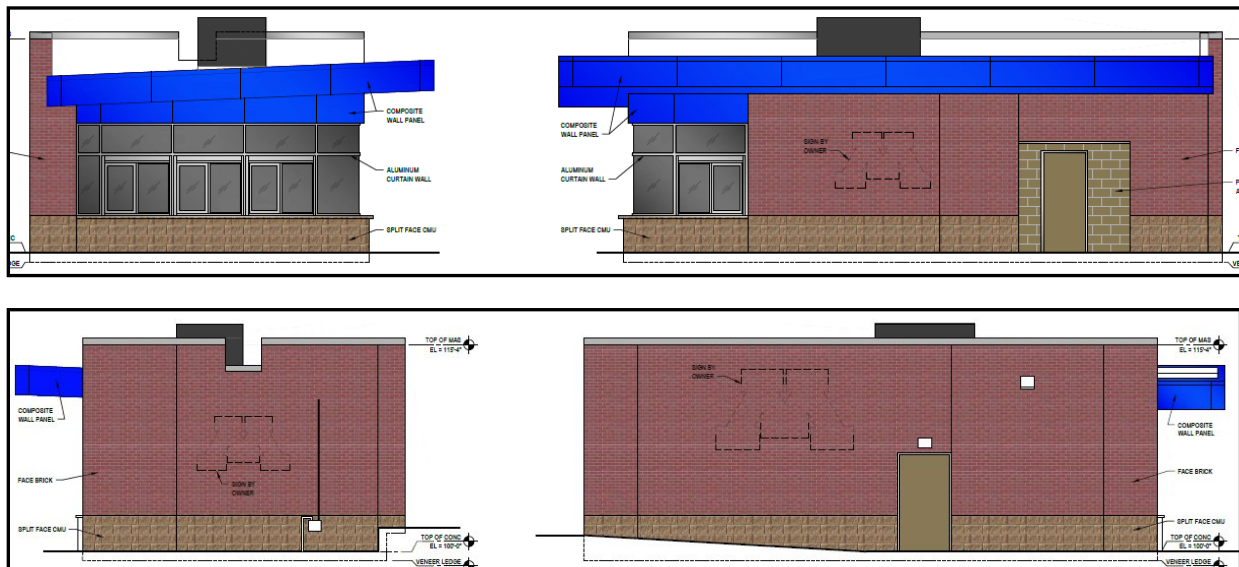 COMPOSITE
WALL PANEL
ALUMINUM
CURTAIN WALL
SPLIT FACE CMU
COMPOSITE
WALL PANEL
ALUMINUM
CURTAIN WALL
SPLIT FACE CMU
SIGN BY
OWNER
TOP OF MAS
EL = 115'-4"
COMPOSITE
WALL PANEL
FACE BRICK
SIGN BY
OWNER
SPLIT FACE CMU
TOP OF CONC
EL = 100'-0"
VENEER LEDGE
SIGN BY
OWNER
TOP OF MAS
EL = 115'-4"
COMPOSITE
WALL PANEL
FACE BRICK
SPLIT FACE CMU
TOP OF CONC
EL = 100'-0"
VENEER LEDGE